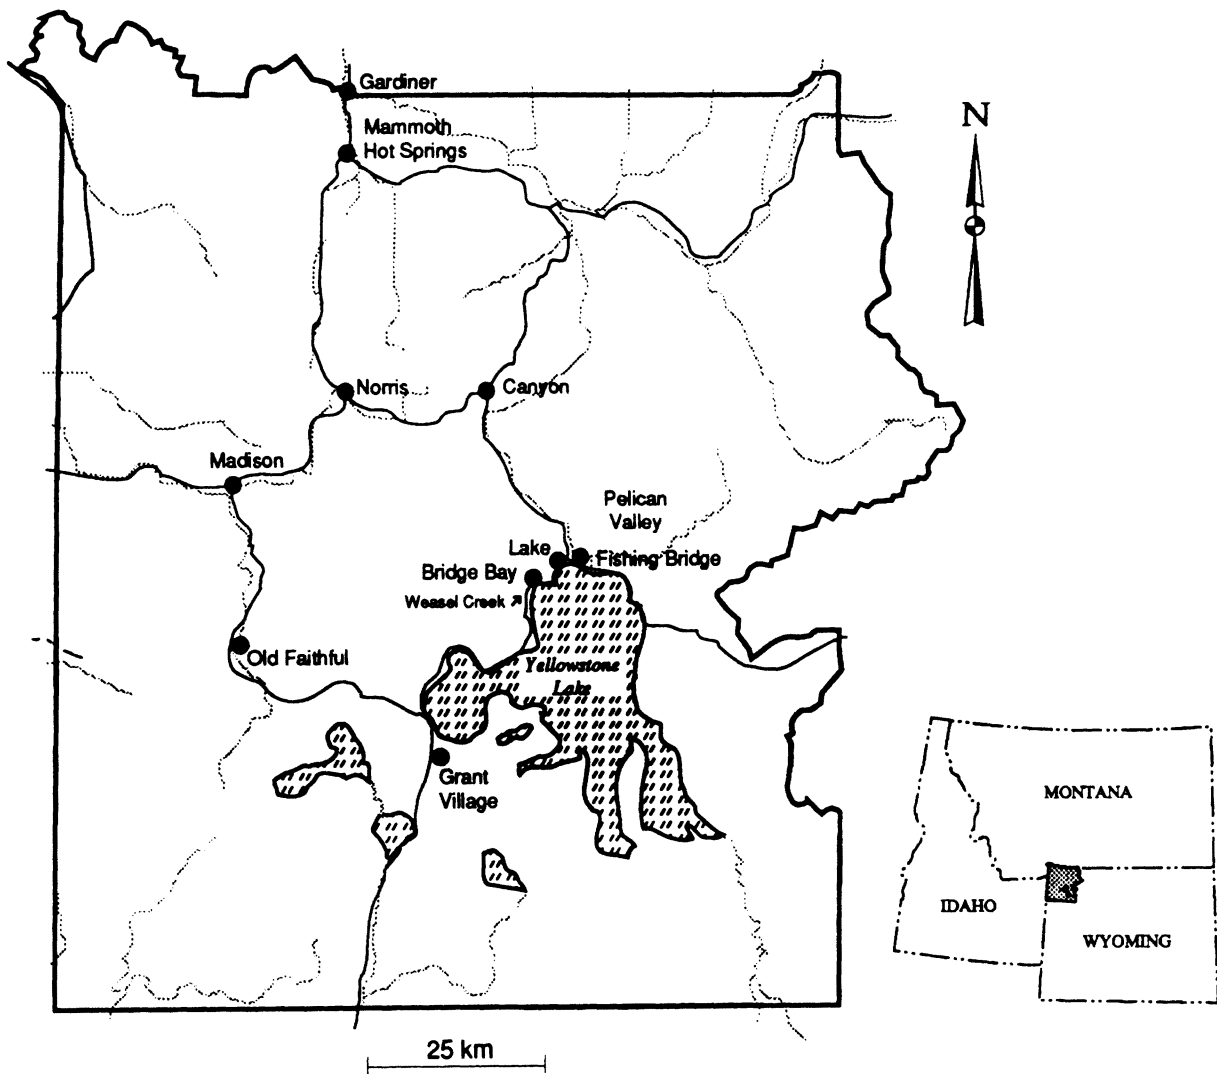 Gardiner
N
Mammoth
Hot Springs
Norris
Canyon
Madison
Pelican
Valley
Lake
Fishing Bridge
Bridge Bay
Weasel Creek
Old Faithful
Yellowstone
Lake
Grant
Village
MONTANA
IDAHO
WYOMING
25 km